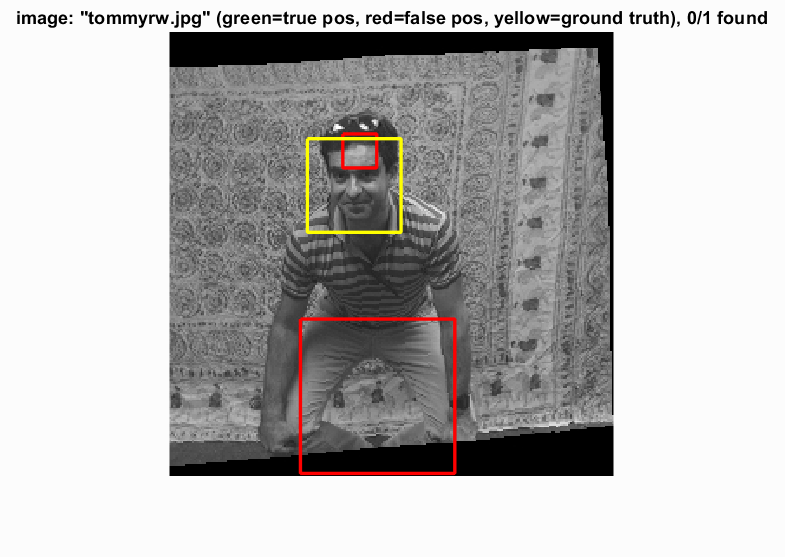 image: "tommyrw.jpg" (green=true pos, red=false pos, yellow=ground truth), 0/1 found